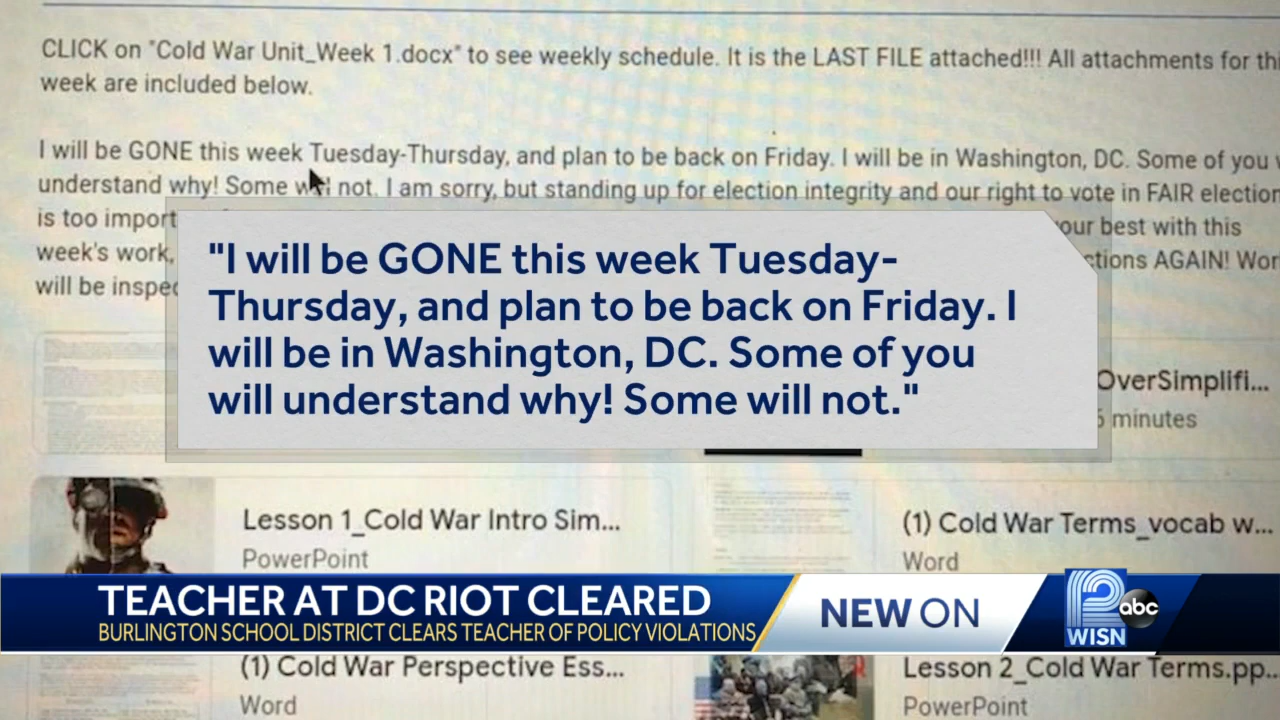 CLICK on "Cold War Unit_Week 1.docx" to see weekly schedule. It is the LAST FILE attached!!! All attachments for
week are included below.
I will be GONE this week Tuesday-Thursday, and plan to be back on Friday. I will be in Washington, DC. Some of you
understand why! Some not. I am sorry, but standing up for election integrity and our right to vote in FAIR
is too
your best with this
week's work,
AGAIN!
will be
"I will be GONE this week Tuesday-
Thursday, and plan to be back on Friday. I
will be in Washington, DC. Some of you
will understand why! Some will not."
OverSimplifi...
minutes
Lesson 1_Cold War Intro Sim...
PowerPoint
(1) Cold War Terms_vocab w...
Word
TEACHER AT DC RIOT CLEARED
BURLINGTON SCHOOL DISTRICT CLEARS TEACHER OF POLICY VIOLATIONS
NEW ON
12
abc
WISN
(1) Cold War Perspective Ess...
Word
Lesson 2_Cold War Terms.pp...
PowerPoint